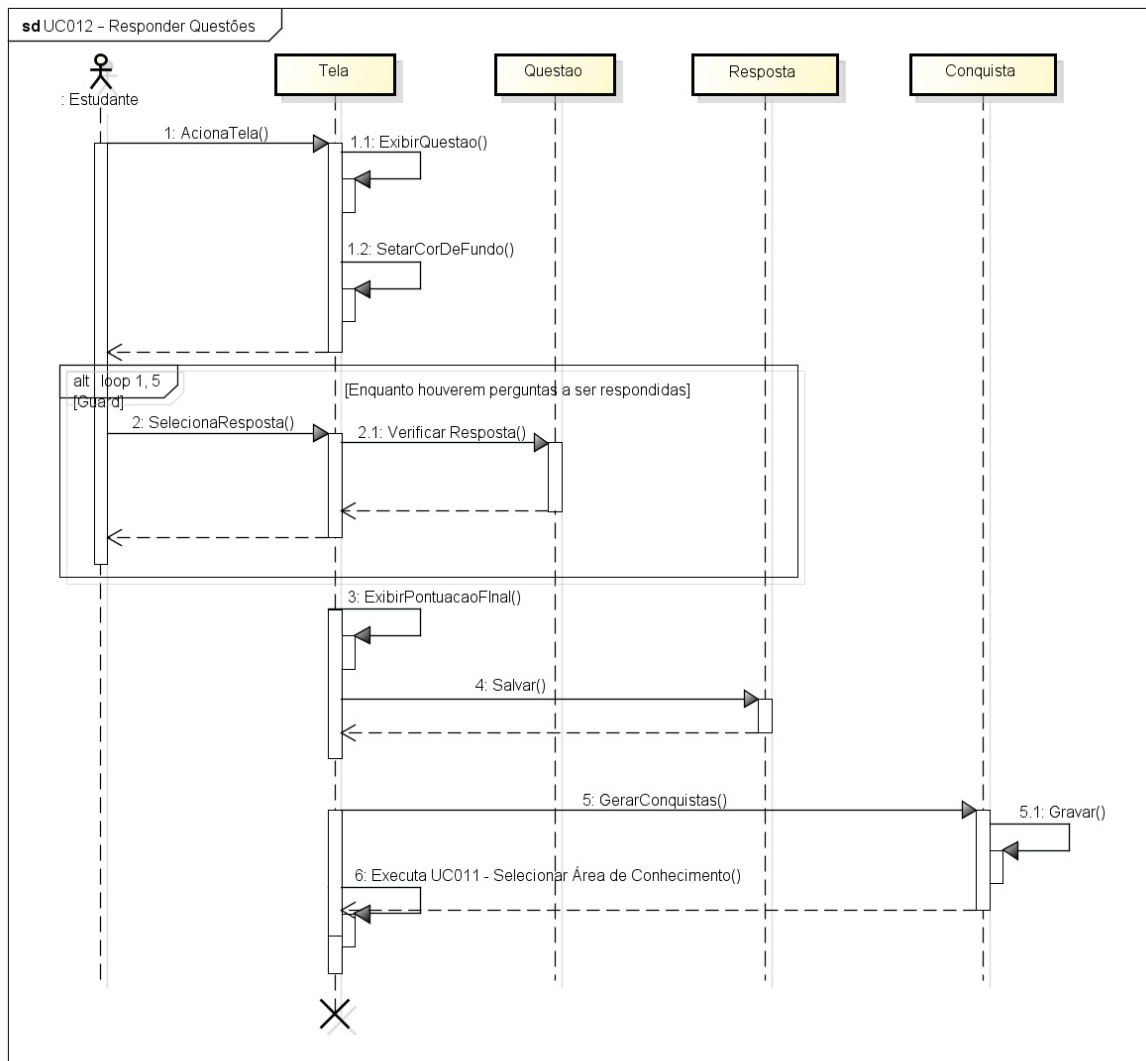 sd UC012 – Responder Questões
: Estudante
Tela
Questao
Resposta
Conquista
1: AcionaTela()
1.1: ExibirQuestao()
1.2: SetarCorDeFundo()
alt loop 1, 5
[Enquanto houverem perguntas a ser respondidas]
[Guard]
2: SelecionaResposta()
2.1: Verificar Resposta()
3: ExibirPontuacaoFInal()
4: Salvar()
5: GerarConquistas()
5.1: Gravar()
6: Executa UC011 - Selecionar Área de Conhecimento()